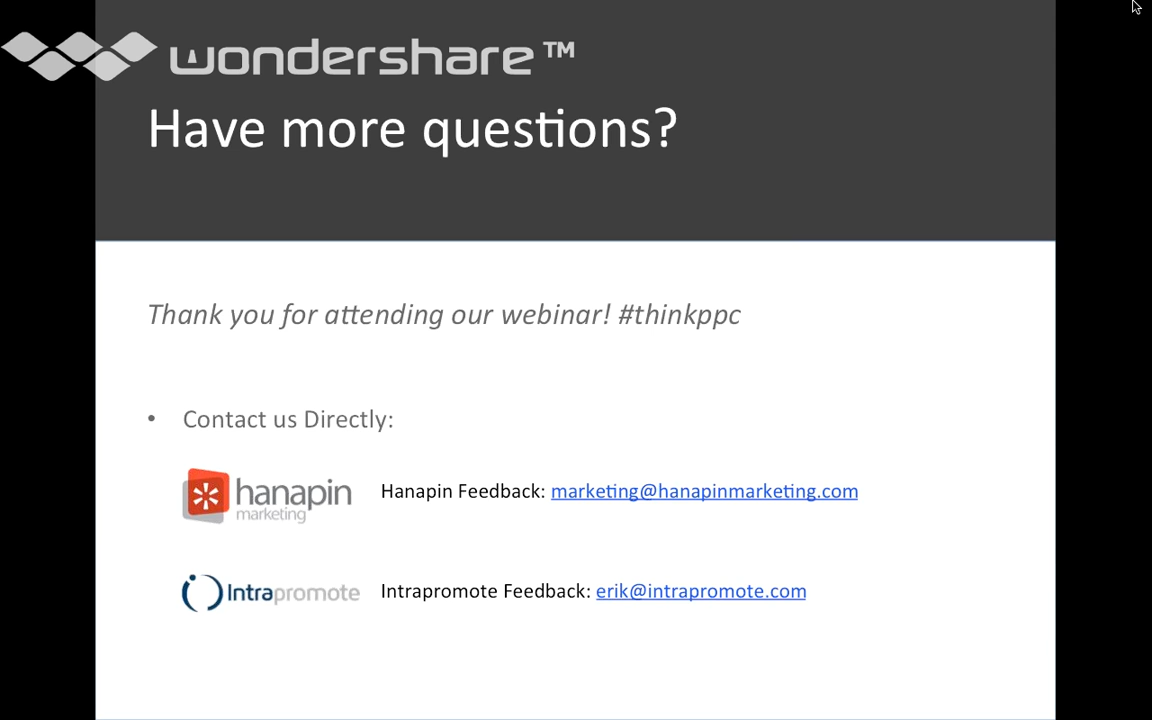 wondershare™
Have more questions?
Thank you for attending our webinar! #thinkppc
• Contact us Directly:
hanapin
marketing
Hanapin Feedback: marketing@hanapinmarketing.com
Intrapromote
Intrapromote Feedback: erik@intrapromote.com